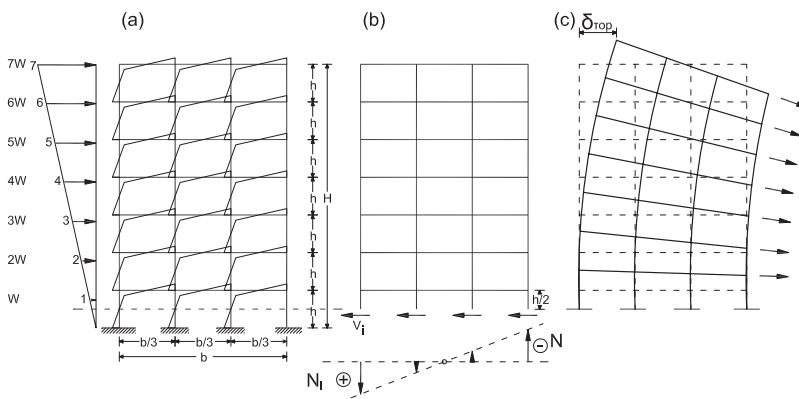 (a)
(b)
(c)
δTOP
7W 7
6W 6
5W 5
4W 4
3W 3
2W 2
W 1
h
h
h
h
h
h
h
H
b/3 b/3 b/3
b
h/2
Vi
NI ⊕
⊖ N